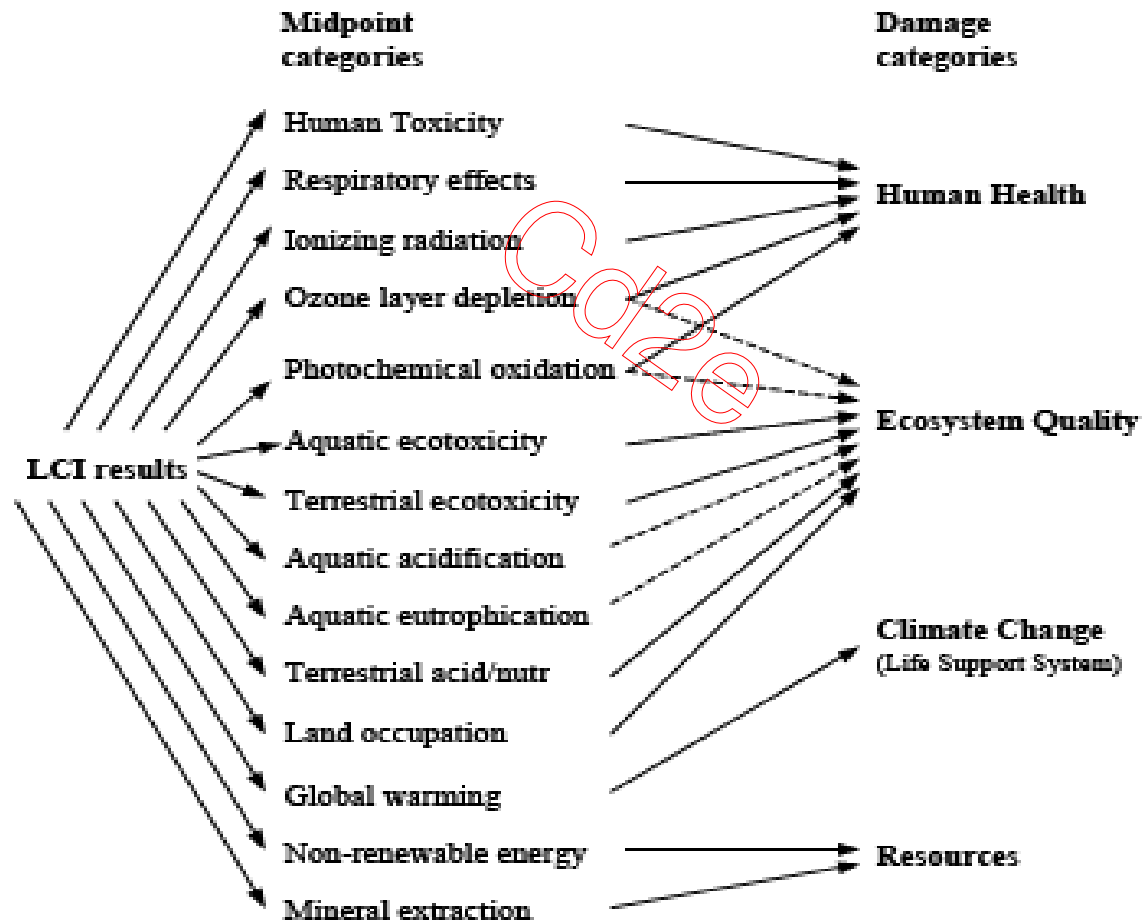 Midpoint
categories
Damage
categories
Human Toxicity
Respiratory effects
Human Health
Ionizing radiation
Ozone layer depletion
Photochemical oxidation
Cd2e
Ecosystem Quality
Aquatic ecotoxicity
LCI results
Terrestrial ecotoxicity
Aquatic acidification
Aquatic eutrophication
Climate Change
(Life Support System)
Terrestrial acid/nutr
Land occupation
Global warming
Non-renewable energy
Resources
Mineral extraction